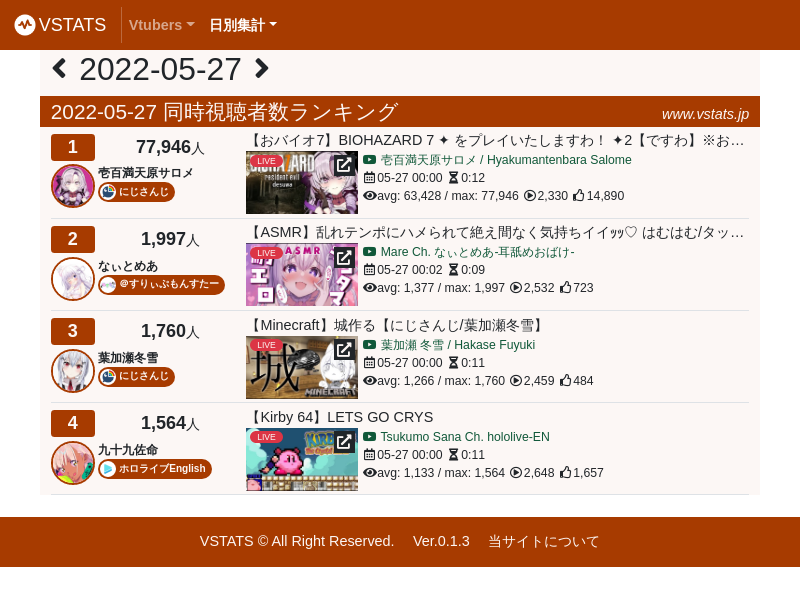 VSTATS Vtubers 日別集計
2022-05-27
2022-05-27 同時視聴者数ランキング www.vstats.jp
1 77,946人
壱百満天原サロメ
にじさんじ
【おバイオ7】BIOHAZARD 7 ✦ をプレイいたしますわ！ ✦2【ですわ】※お…
LIVE
RESIDENT EVIL
desuwa
壱百満天原サロメ / Hyakumantenbara Salome
05-27 00:00 0:12
avg: 63,428 / max: 77,946 2,330 14,890
2 1,997人
なぃとめあ
＠すりぃぷもんすたー
【ASMR】乱れテンポにハメられて絶え間なく気持ちイイｯｯ♡ はむはむ/タッ…
LIVE
ASMR
Mare Ch. なぃとめあ-耳舐めおばけ-
05-27 00:02 0:09
avg: 1,377 / max: 1,997 2,532 723
3 1,760人
葉加瀬冬雪
にじさんじ
【Minecraft】城作る【にじさんじ/葉加瀬冬雪】
LIVE
城
MINECRAFT
葉加瀬 冬雪 / Hakase Fuyuki
05-27 00:00 0:11
avg: 1,266 / max: 1,760 2,459 484
4 1,564人
九十九佐命
ホロライブEnglish
【Kirby 64】LETS GO CRYS
LIVE
Tsukumo Sana Ch. hololive-EN
05-27 00:00 0:11
avg: 1,133 / max: 1,564 2,648 1,657
VSTATS © All Right Reserved. Ver.0.1.3 当サイトについて